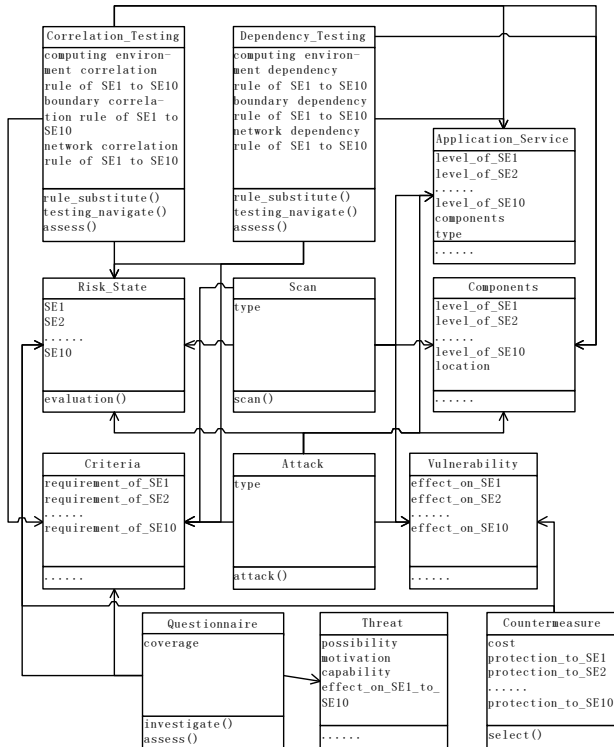 Correlation_Testing
computing environ-
ment correlation
rule of SE1 to SE10
boundary correla-
tion rule of SE1 to
SE10
network correlation
rule of SE1 to SE10
rule_substitute()
testing_navigate()
assess()
Dependency_Testing
computing environ-
ment dependency
rule of SE1 to SE10
boundary dependency
rule of SE1 to SE10
network dependency
rule of SE1 to SE10
rule_substitute()
testing_navigate()
assess()
Application_Service
level_of_SE1
level_of_SE2
......
level_of_SE10
components
type
......
Risk_State
SE1
SE2
......
SE10
evaluation()
Scan
type
scan()
Components
level_of_SE1
level_of_SE2
......
level_of_SE10
location
......
Criteria
requirement_of_SE1
requirement_of_SE2
......
requirement_of_SE10
......
Attack
type
attack()
Vulnerability
effect_on_SE1
effect_on_SE2
......
effect_on_SE10
......
Questionnaire
coverage
investigate()
assess()
Threat
possibility
motivation
capability
effect_on_SE1_to_
SE10
......
Countermeasure
cost
protection_to_SE1
protection_to_SE2
......
protection_to_SE10
select()